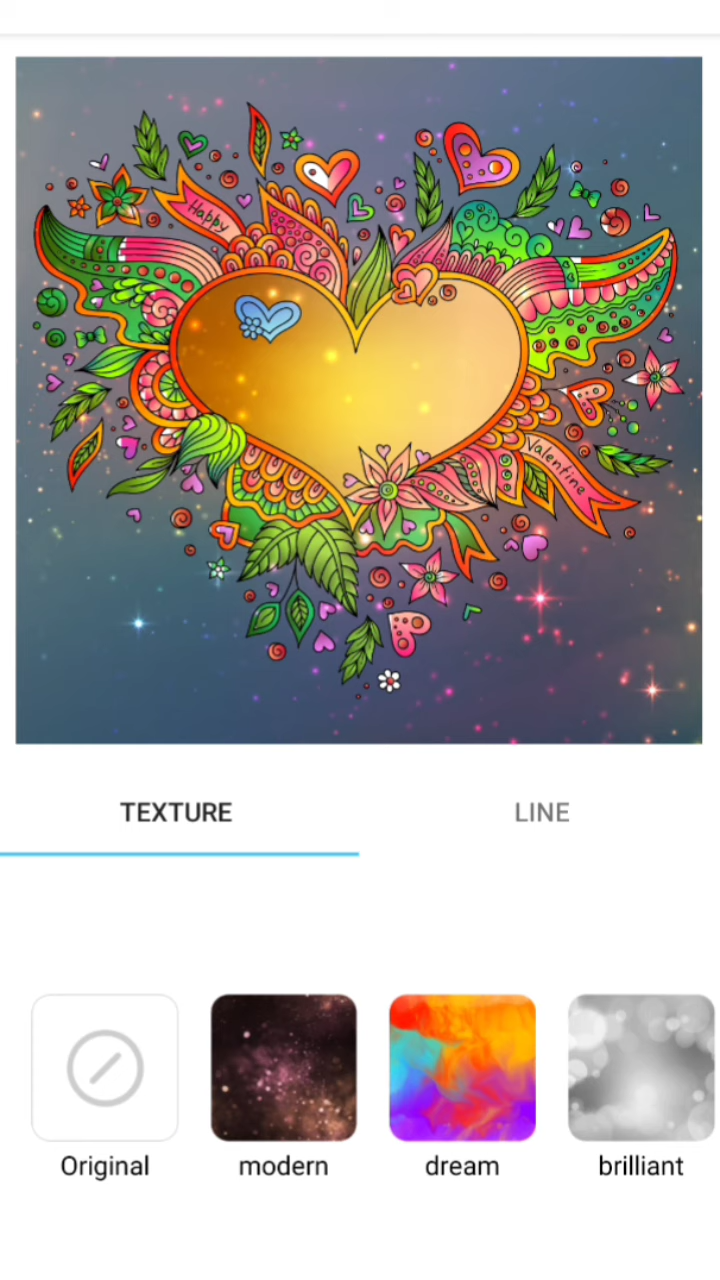 Happy
Valentine
TEXTURE
LINE
Original
modern
dream
brilliant